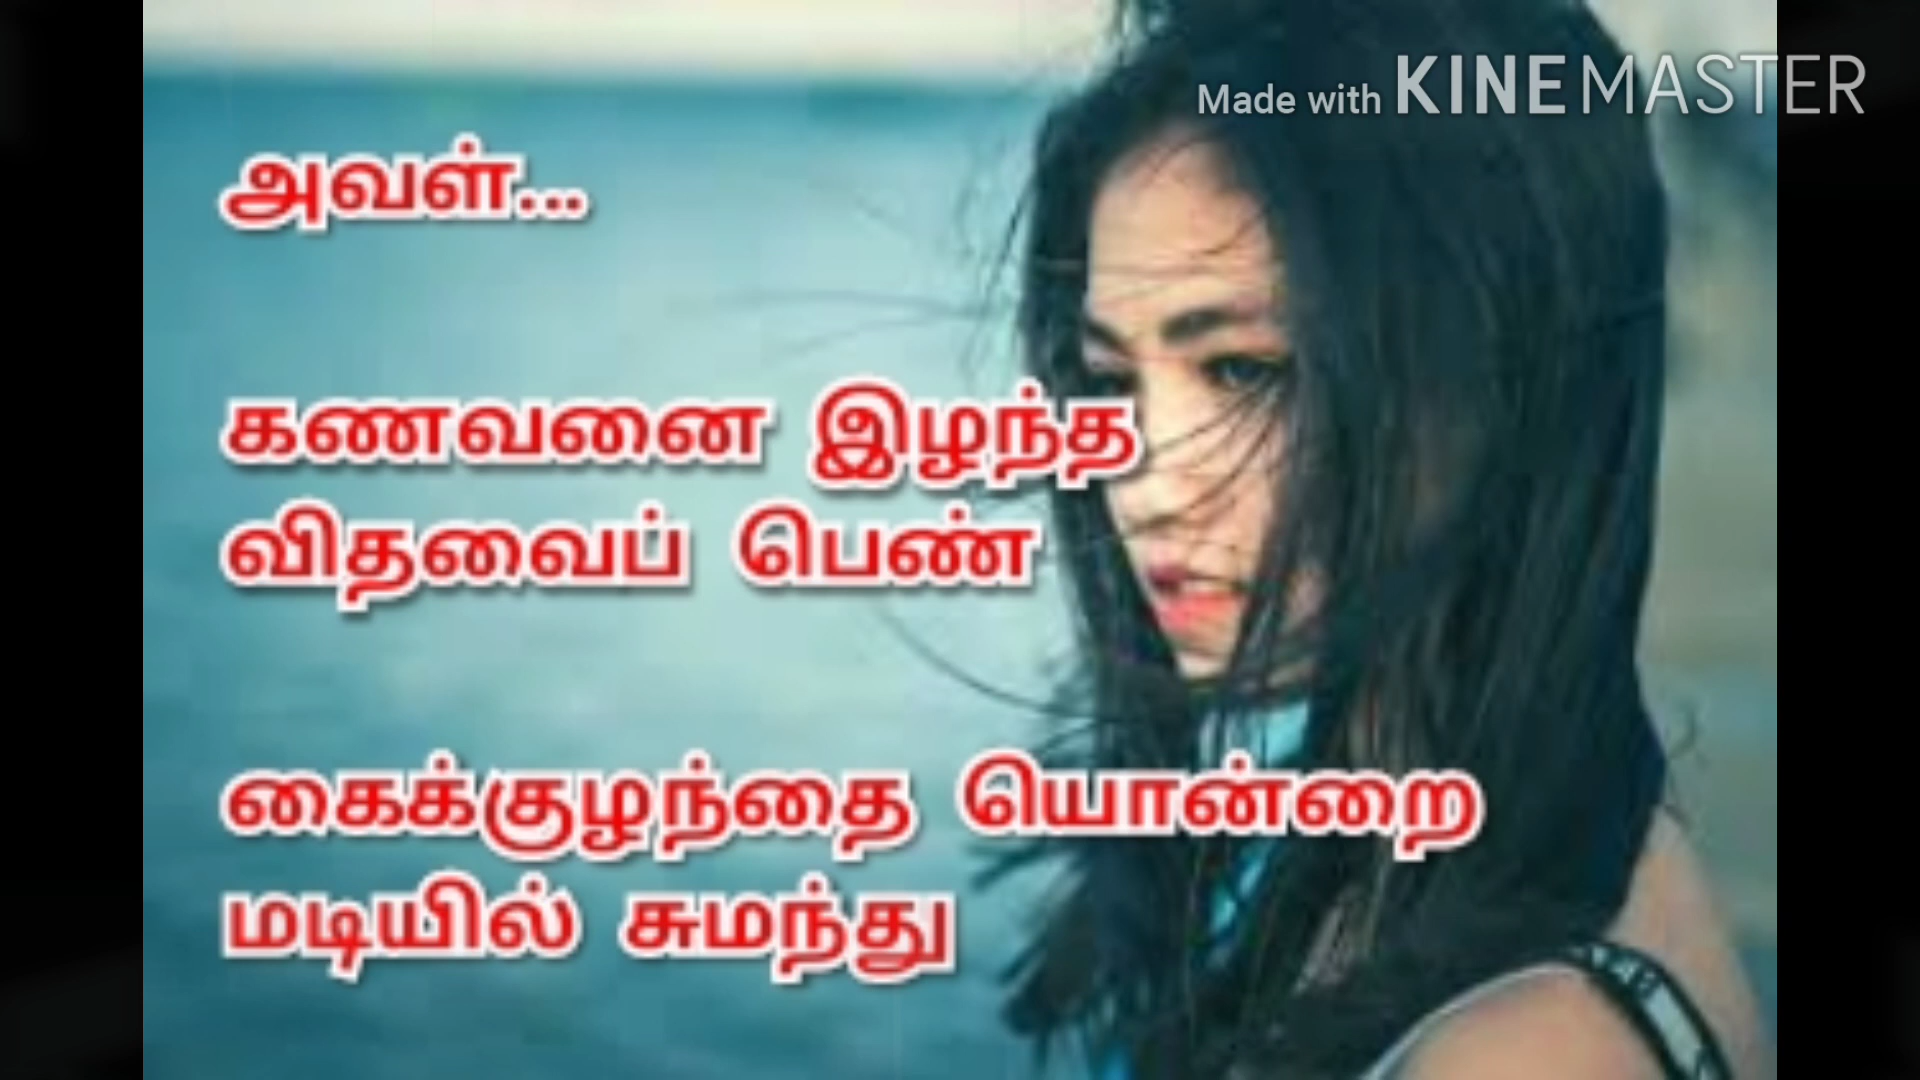 Made with KINEMASTER
அவள்...
கணவனை இழந்த
விதவைப் பெண்
கைக்குழந்தை யொன்றை
மடியில் சுமந்து